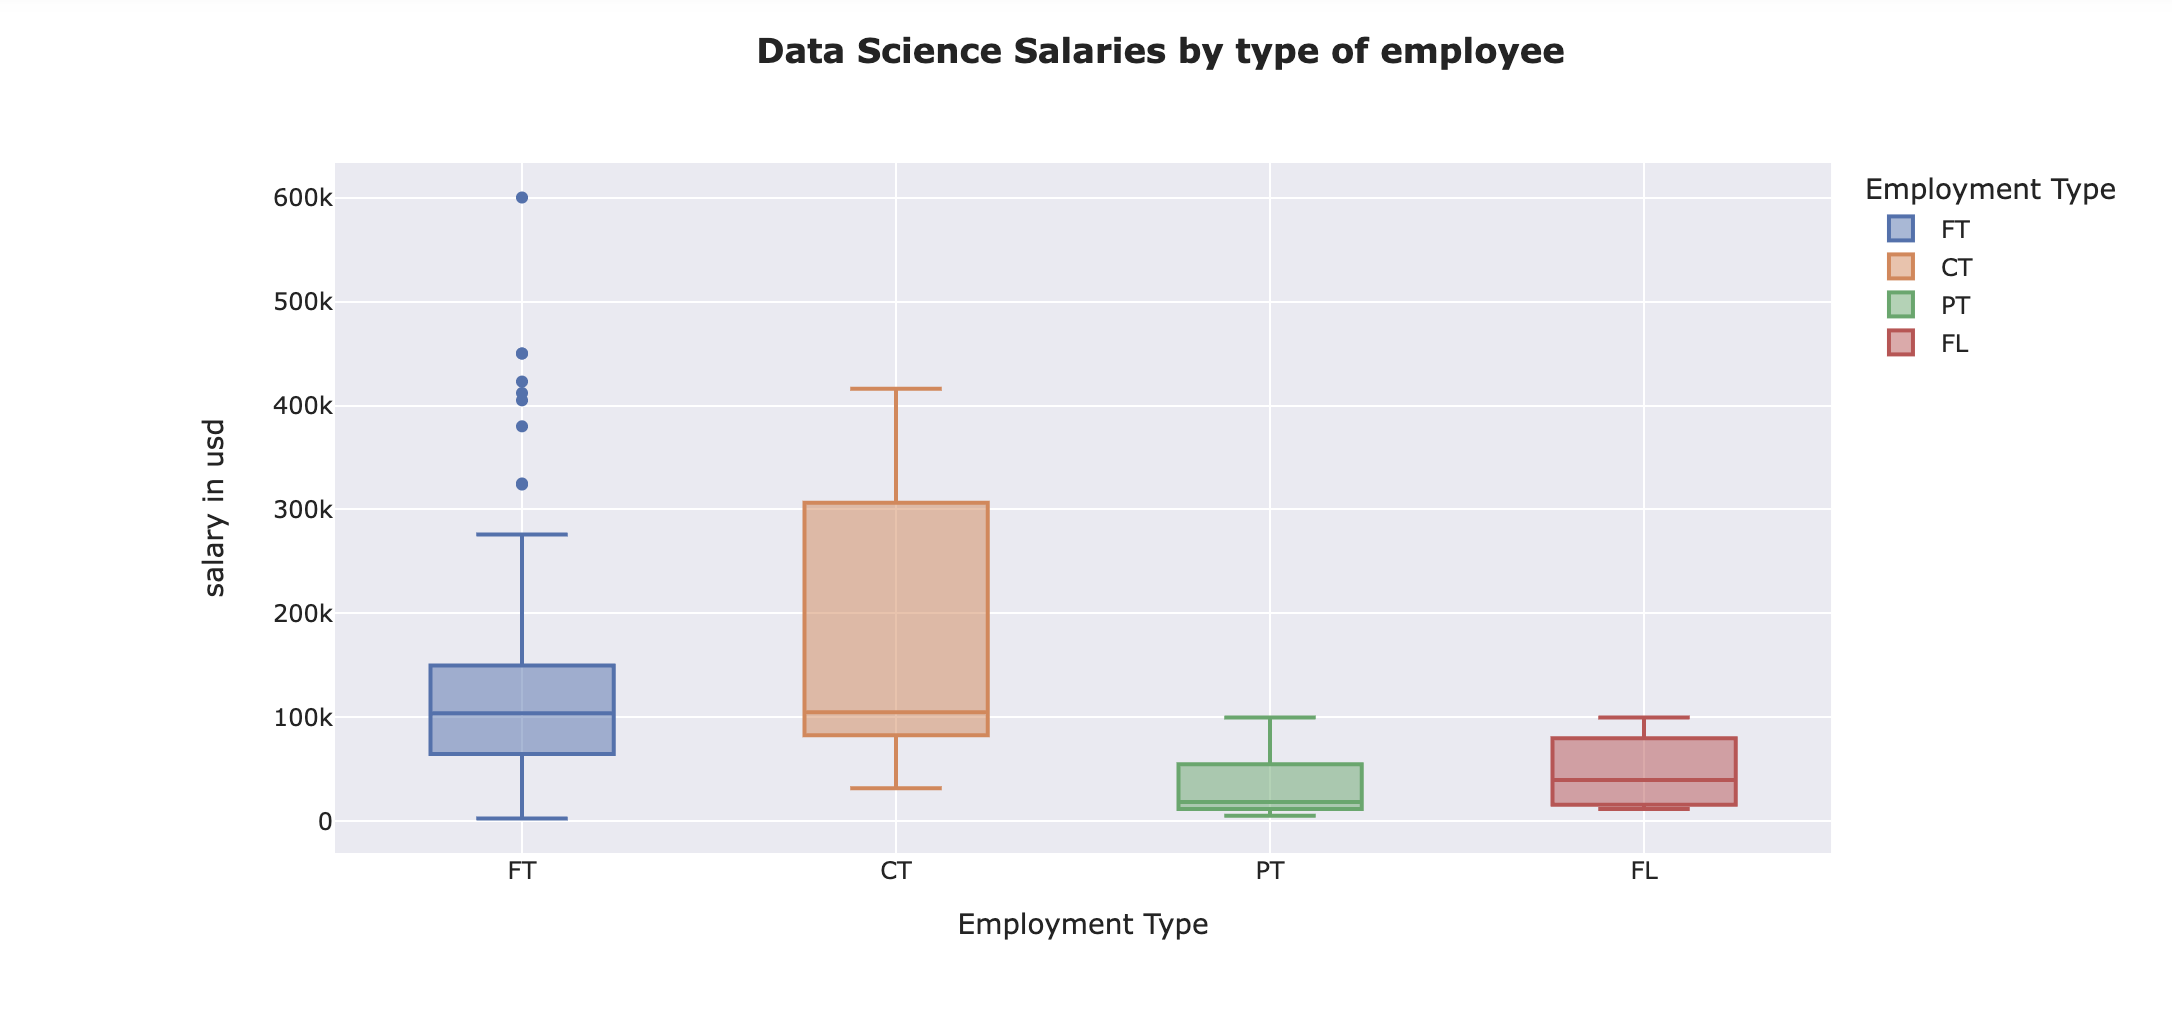 Data Science Salaries by type of employee
600k
500k
400k
300k
200k
100k
0
salary in usd
FT
CT
PT
FL
Employment Type
Employment Type
FT
CT
PT
FL